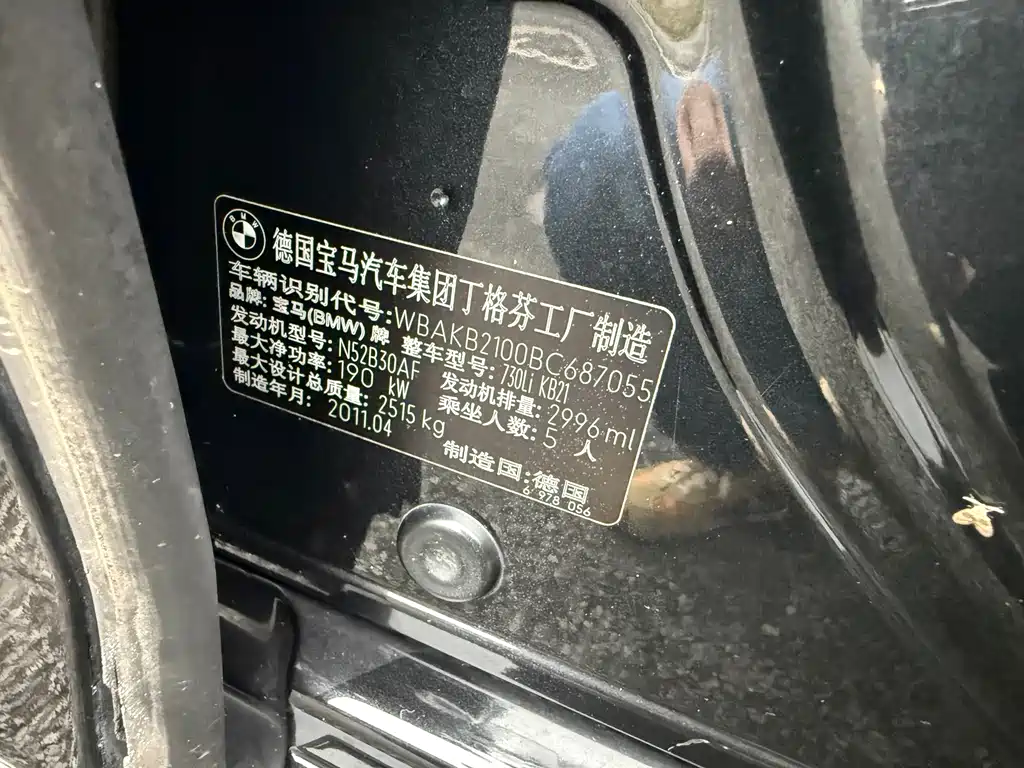 BMW
德国宝马汽车集团丁格芬工厂制造
车辆识别代号:WBAKB2100BC687055
品牌:宝马(BMW)牌 整车型号:730Li KB21
发动机型号:N52B30AF 发动机排量:2996ml
最大净功率:190 kW 乘坐人数:5 人
最大设计总质量:2515 kg
制造年月:2011.04 制造国:德国
6 978 056